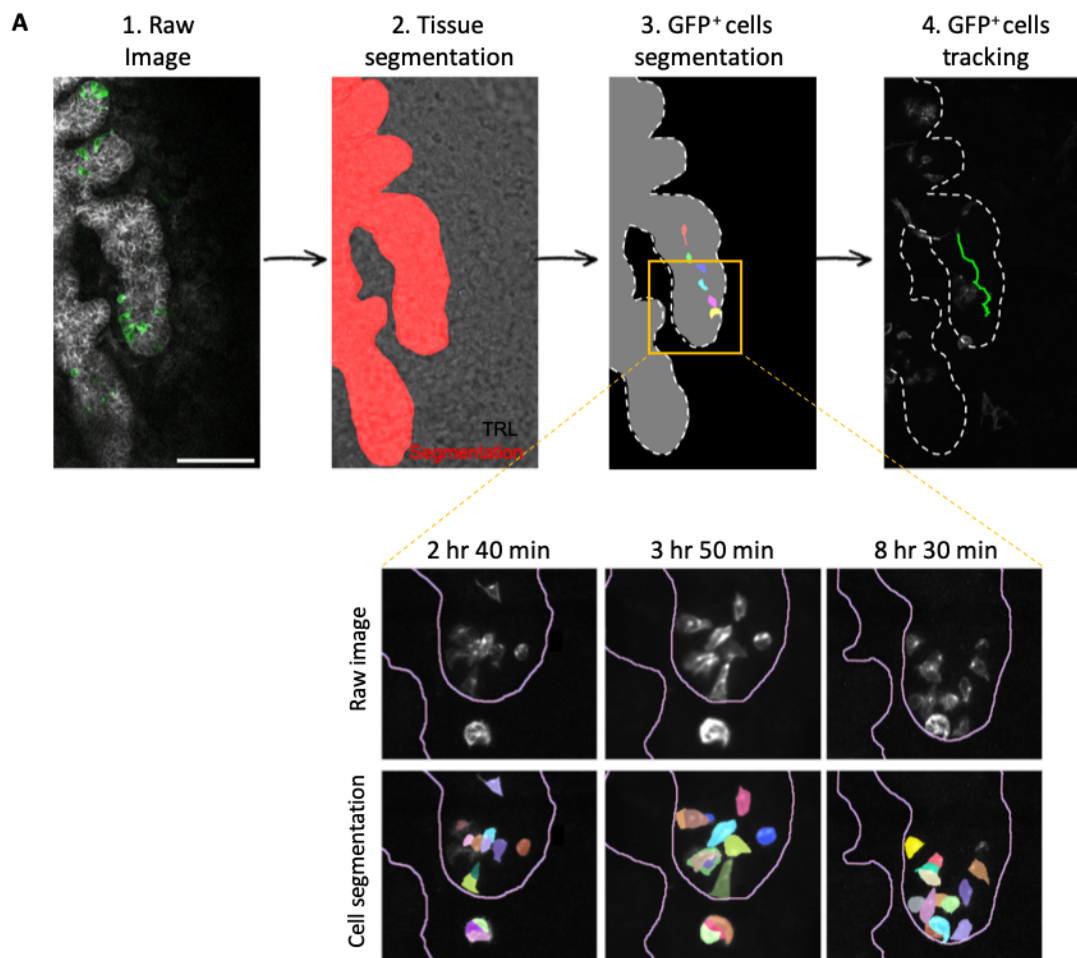 A
1. Raw
Image
2. Tissue
segmentation
3. GFP⁺ cells
segmentation
4. GFP⁺ cells
tracking
TRL
Segmentation
2 hr 40 min
3 hr 50 min
8 hr 30 min
Raw image
Cell segmentation